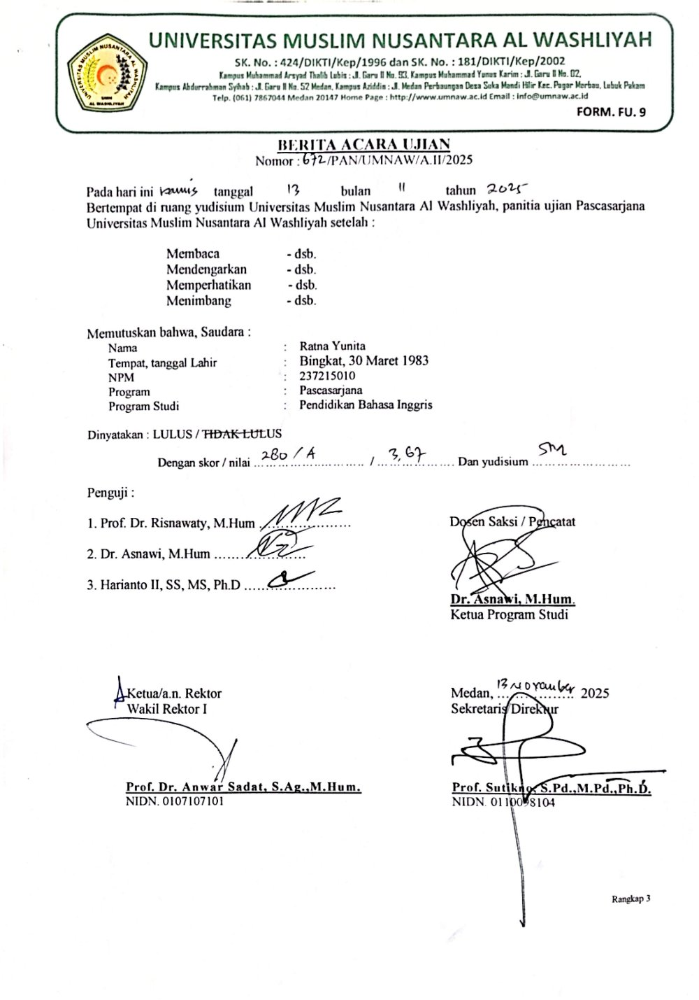 UNIVERSITAS MUSLIM NUSANTARA AL WASHLIYAH
SK. No. : 424/DIKTI/Kep/1996 dan SK. No. : 181/DIKTI/Kep/2002
Kampus Muhammad Arsyad Thalib Lubis : Jl. Garu II No. 93, Kampus Muhammad Yunus Karim : Jl. Garu II No. 02,
Kampus Abdurrahman Syihab : Jl. Garu II No. 52 Medan, Kampus Aziddin : Jl. Medan Perbaungan Desa Suka Mandi Hilir Kec. Pagar Merbau, Lubuk Pakam
Telp. (061) 7867044 Medan 20147 Home Page : http://www.umnaw.ac.id Email : info@umnaw.ac.id
FORM. FU. 9
UNIVERSITAS MUSLIM NUSANTARA AL WASHLIYAH
UMN
AL WASHLIYAH
BERITA ACARA UJIAN
Nomor : 672/PAN/UMNAW/A.II/2025
Pada hari ini kamis tanggal 13 bulan 11 tahun 2025
Bertempat di ruang yudisium Universitas Muslim Nusantara Al Washliyah, panitia ujian Pascasarjana
Universitas Muslim Nusantara Al Washliyah setelah :
Membaca - dsb.
Mendengarkan - dsb.
Memperhatikan - dsb.
Menimbang - dsb.
Memutuskan bahwa, Saudara :
Nama : Ratna Yunita
Tempat, tanggal Lahir : Bingkat, 30 Maret 1983
NPM : 237215010
Program : Pascasarjana
Program Studi : Pendidikan Bahasa Inggris
Dinyatakan : LULUS / TIDAK LULUS
Dengan skor / nilai 280 / A / 3,67 Dan yudisium SM
Penguji :
1. Prof. Dr. Risnawaty, M.Hum
Dosen Saksi / Pencatat
2. Dr. Asnawi, M.Hum
3. Harianto II, SS, MS, Ph.D
Dr. Asnawi, M.Hum.
Ketua Program Studi
Ketua/a.n. Rektor
Wakil Rektor I
Medan, 13 November 2025
Sekretaris/Direktur
Prof. Dr. Anwar Sadat, S.Ag.,M.Hum.
NIDN. 0107107101
Prof. Sutikno, S.Pd.,M.Pd.,Ph.D.
NIDN. 0110098104
Rangkap 3